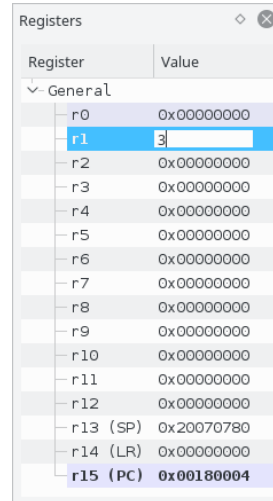 Registers
Register Value
General
r0 0x00000000
r1 3
r2 0x00000000
r3 0x00000000
r4 0x00000000
r5 0x00000000
r6 0x00000000
r7 0x00000000
r8 0x00000000
r9 0x00000000
r10 0x00000000
r11 0x00000000
r12 0x00000000
r13 (SP) 0x20070780
r14 (LR) 0x00000000
r15 (PC) 0x00180004